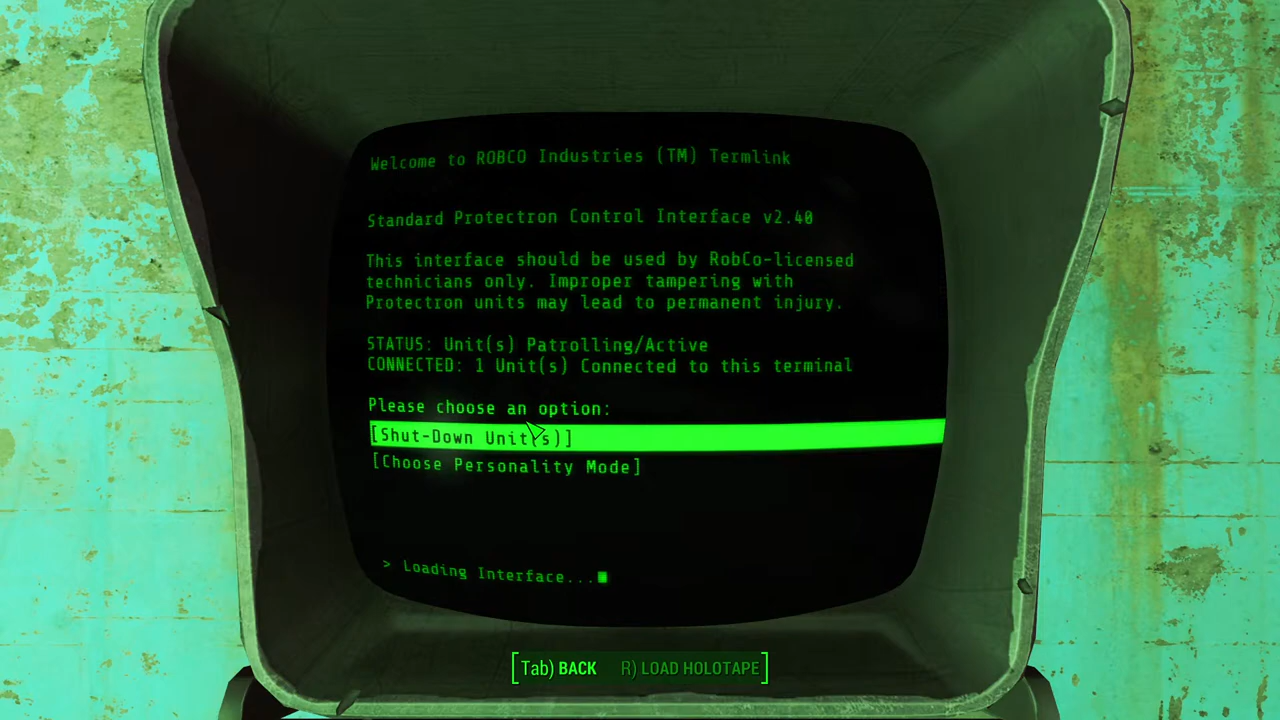 Welcome to ROBCO Industries (TM) Termlink
Standard Protectron Control Interface v2.40
This interface should be used by RobCo-licensed
technicians only. Improper tampering with
Protectron units may lead to permanent injury.
STATUS: Unit(s) Patrolling/Active
CONNECTED: 1 Unit(s) Connected to this terminal
Please choose an option:
[Shut-Down Unit(s)]
[Choose Personality Mode]
> Loading Interface...
[Tab) BACK R) LOAD HOLOTAPE]